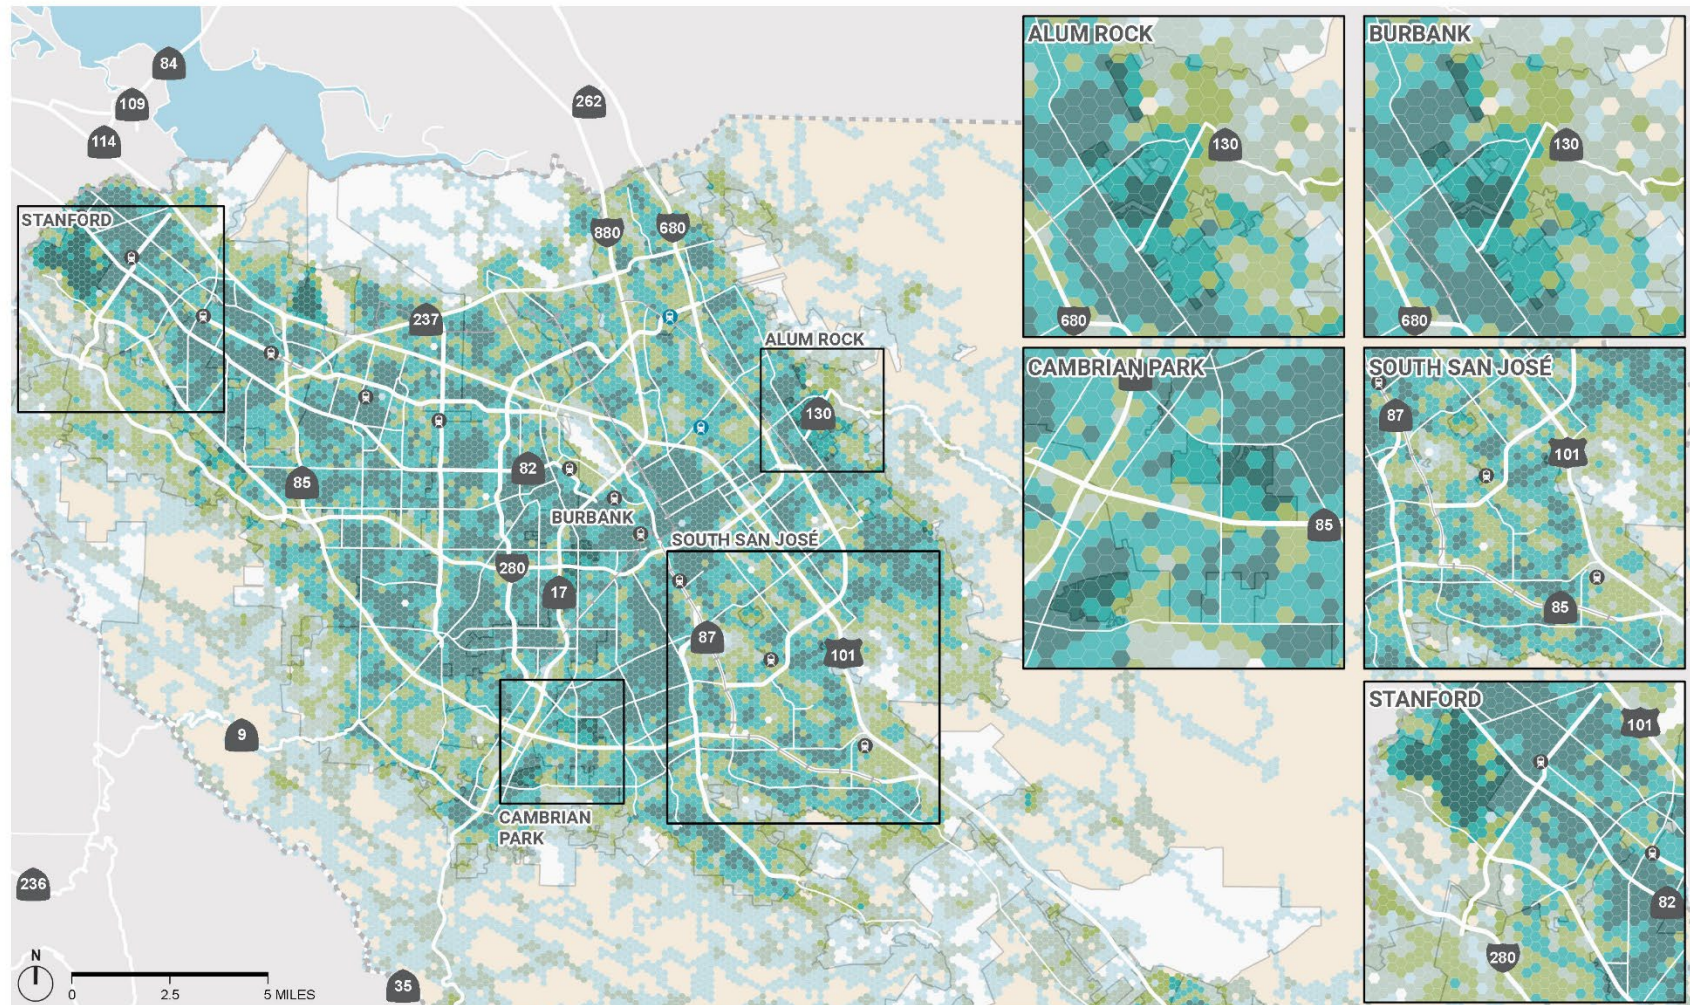 84
109
114
262
STANFORD
880
680
237
ALUM ROCK
130
82
85
BURBANK
SOUTH SAN JOSÉ
280
17
87
101
9
CAMBRIAN
PARK
236
35
N
0 2.5 5 MILES
ALUM ROCK
130
680
BURBANK
130
680
CAMBRIAN PARK
85
SOUTH SAN JOSÉ
87
101
85
STANFORD
101
82
280